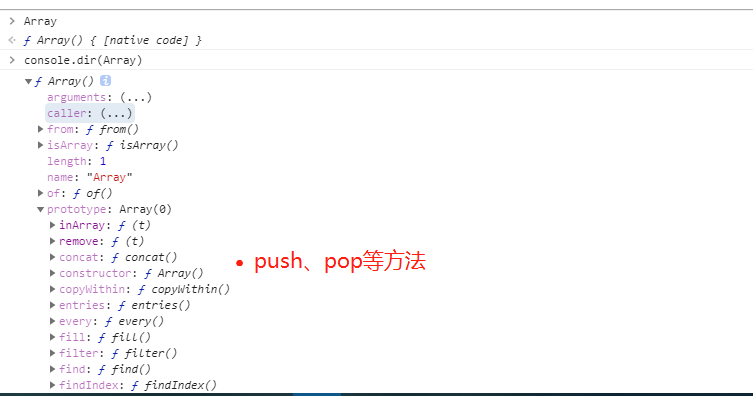 > Array
<· ƒ Array() { [native code] }
> console.dir(Array)
▼ƒ Array() i
arguments: (...)
caller: (...)
▶from: ƒ from()
▶isArray: ƒ isArray()
length: 1
name: "Array"
▶of: ƒ of()
▼prototype: Array(0)
▶inArray: ƒ (t)
▶remove: ƒ (t)
▶concat: ƒ concat()
• push、pop等方法
▶constructor: ƒ Array()
▶copyWithin: ƒ copyWithin()
▶entries: ƒ entries()
▶every: ƒ every()
▶fill: ƒ fill()
▶filter: ƒ filter()
▶find: ƒ find()
▶findIndex: ƒ findIndex()